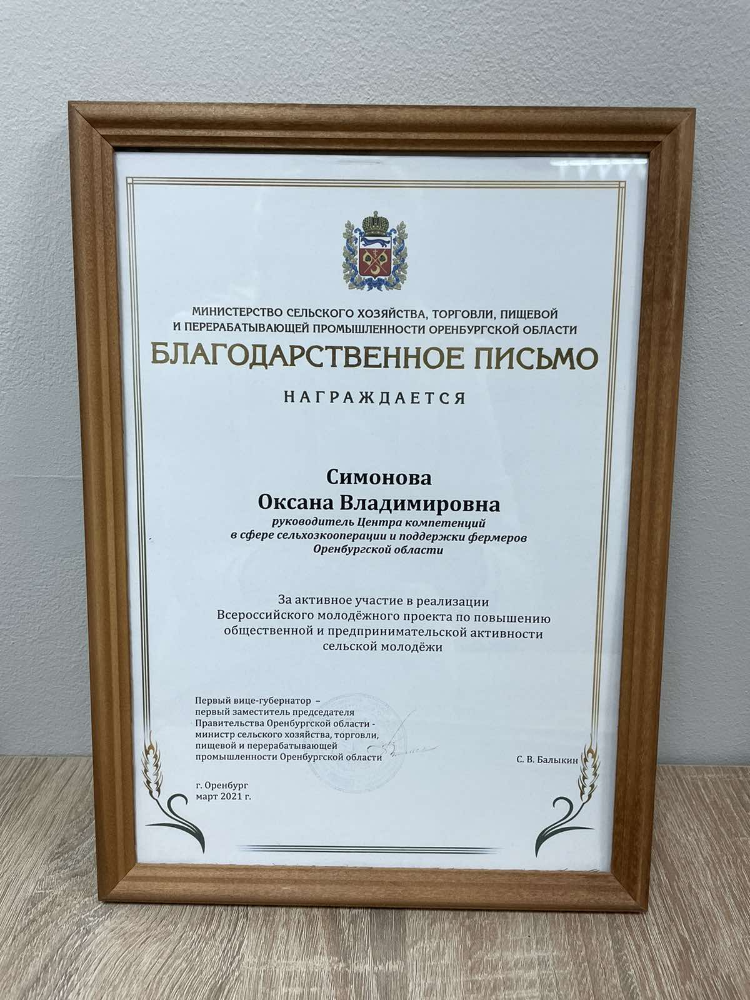 МИНИСТЕРСТВО СЕЛЬСКОГО ХОЗЯЙСТВА, ТОРГОВЛИ, ПИЩЕВОЙ
И ПЕРЕРАБАТЫВАЮЩЕЙ ПРОМЫШЛЕННОСТИ ОРЕНБУРГСКОЙ ОБЛАСТИ
БЛАГОДАРСТВЕННОЕ ПИСЬМО
НАГРАЖДАЕТСЯ
Симонова
Оксана Владимировна
руководитель Центра компетенций
в сфере сельхозкооперации и поддержки фермеров
Оренбургской области
За активное участие в реализации
Всероссийского молодёжного проекта по повышению
общественной и предпринимательской активности
сельской молодёжи
Первый вице-губернатор –
первый заместитель председателя
Правительства Оренбургской области -
министр сельского хозяйства, торговли,
пищевой и перерабатывающей
промышленности Оренбургской области
С. В. Балыкин
г. Оренбург
март 2021 г.